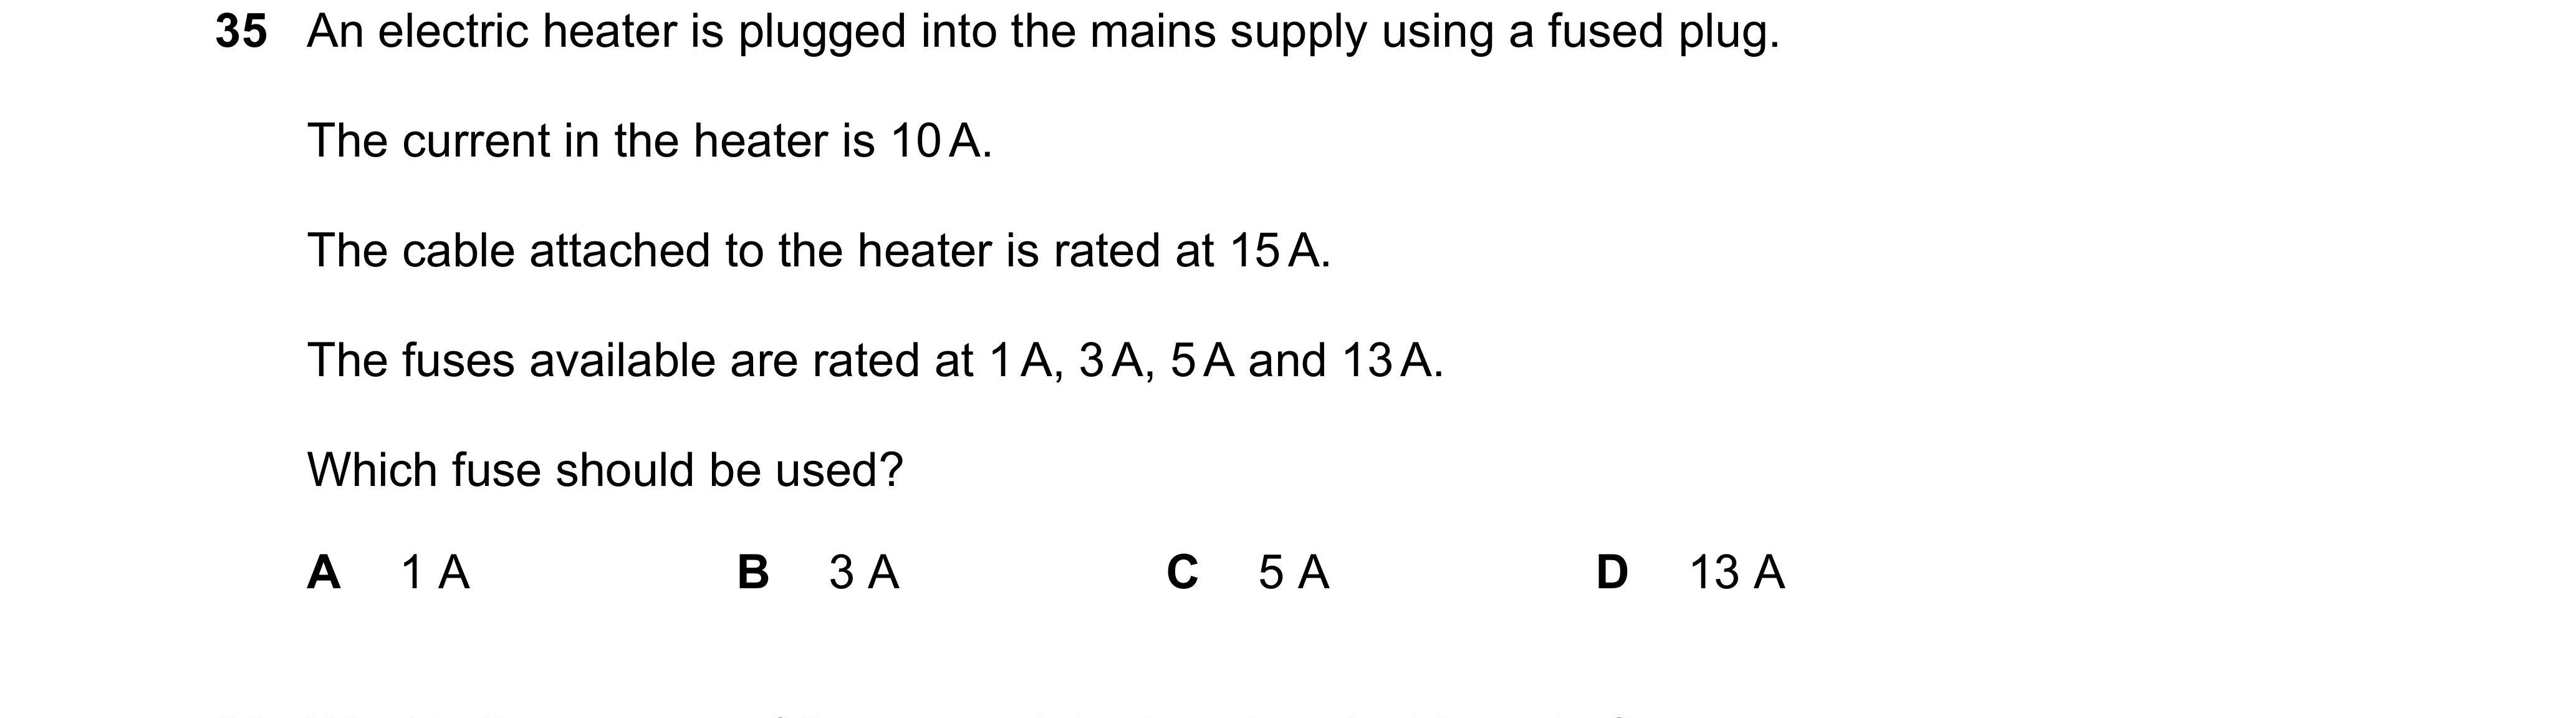 35 An electric heater is plugged into the mains supply using a fused plug.
The current in the heater is 10 A.
The cable attached to the heater is rated at 15 A.
The fuses available are rated at 1 A, 3 A, 5 A and 13 A.
Which fuse should be used?
A 1 A B 3 A C 5 A D 13 A